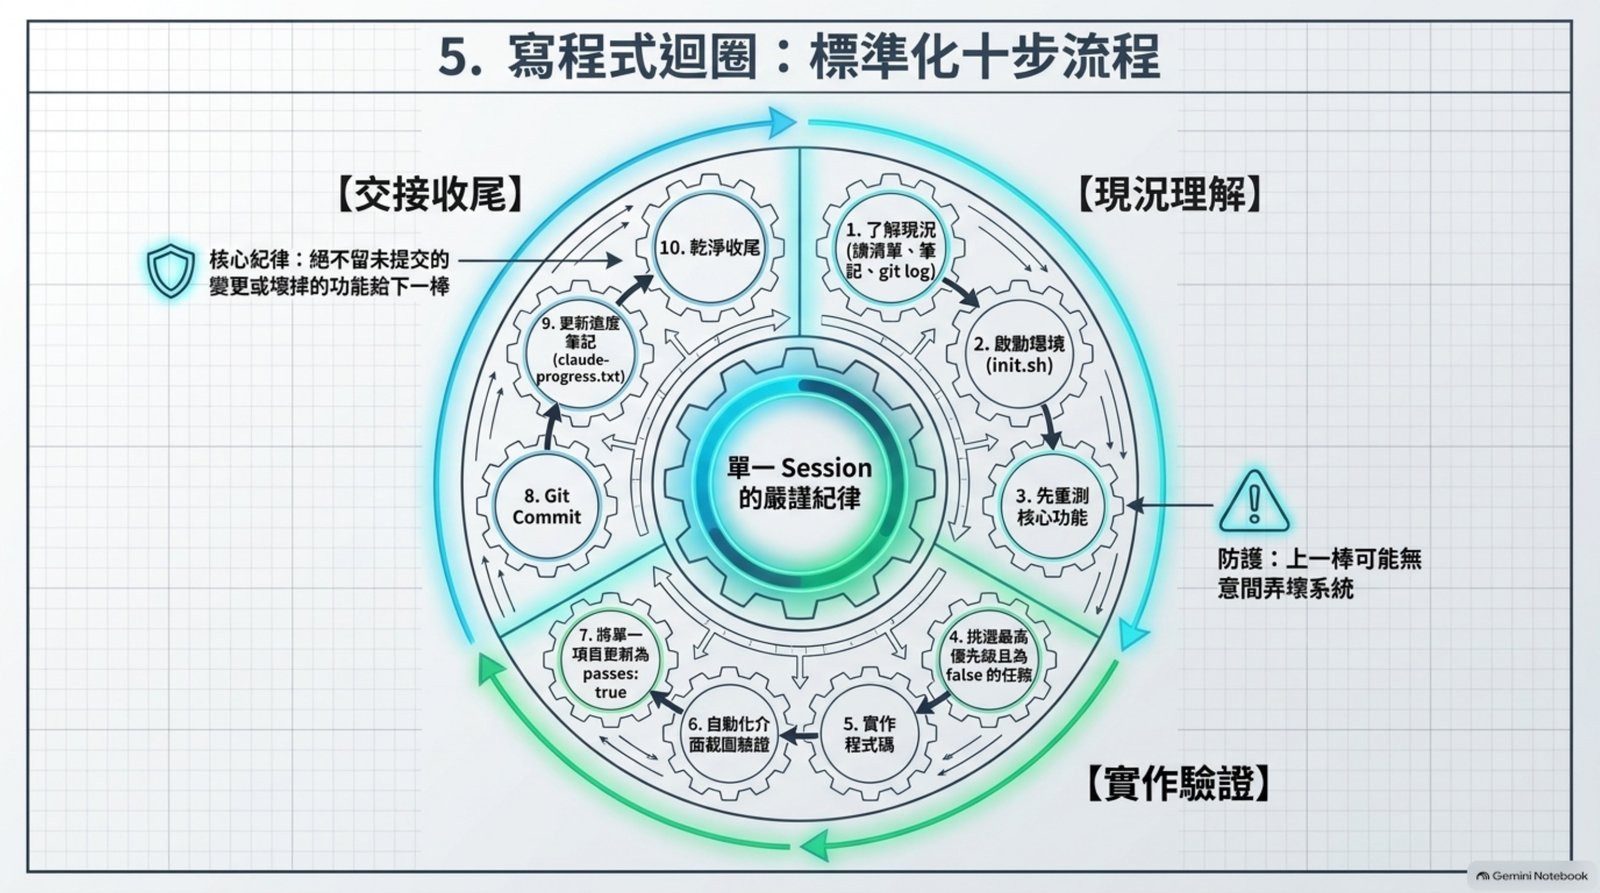 5. 寫程式迴圈：標準化十步流程
【交接收尾】
【現況理解】
核心紀律：絕不留未提交的
變更或壞掉的功能給下一棒
1. 了解現況
(讀清單、筆
記、git log)
2. 啟動環境
(init.sh)
3. 先重測
核心功能
防護：上一棒可能無
意間弄壞系統
4. 挑選最高
優先級且為
false 的任務
5. 實作
程式碼
6. 自動化介
面截圖驗證
7. 將單一
項目更新為
passes:
true
8. Git
Commit
9. 更新進度
筆記
(claude-
progress.txt)
10. 乾淨收尾
單一 Session
的嚴謹紀律
【實作驗證】
Gemini Notebook